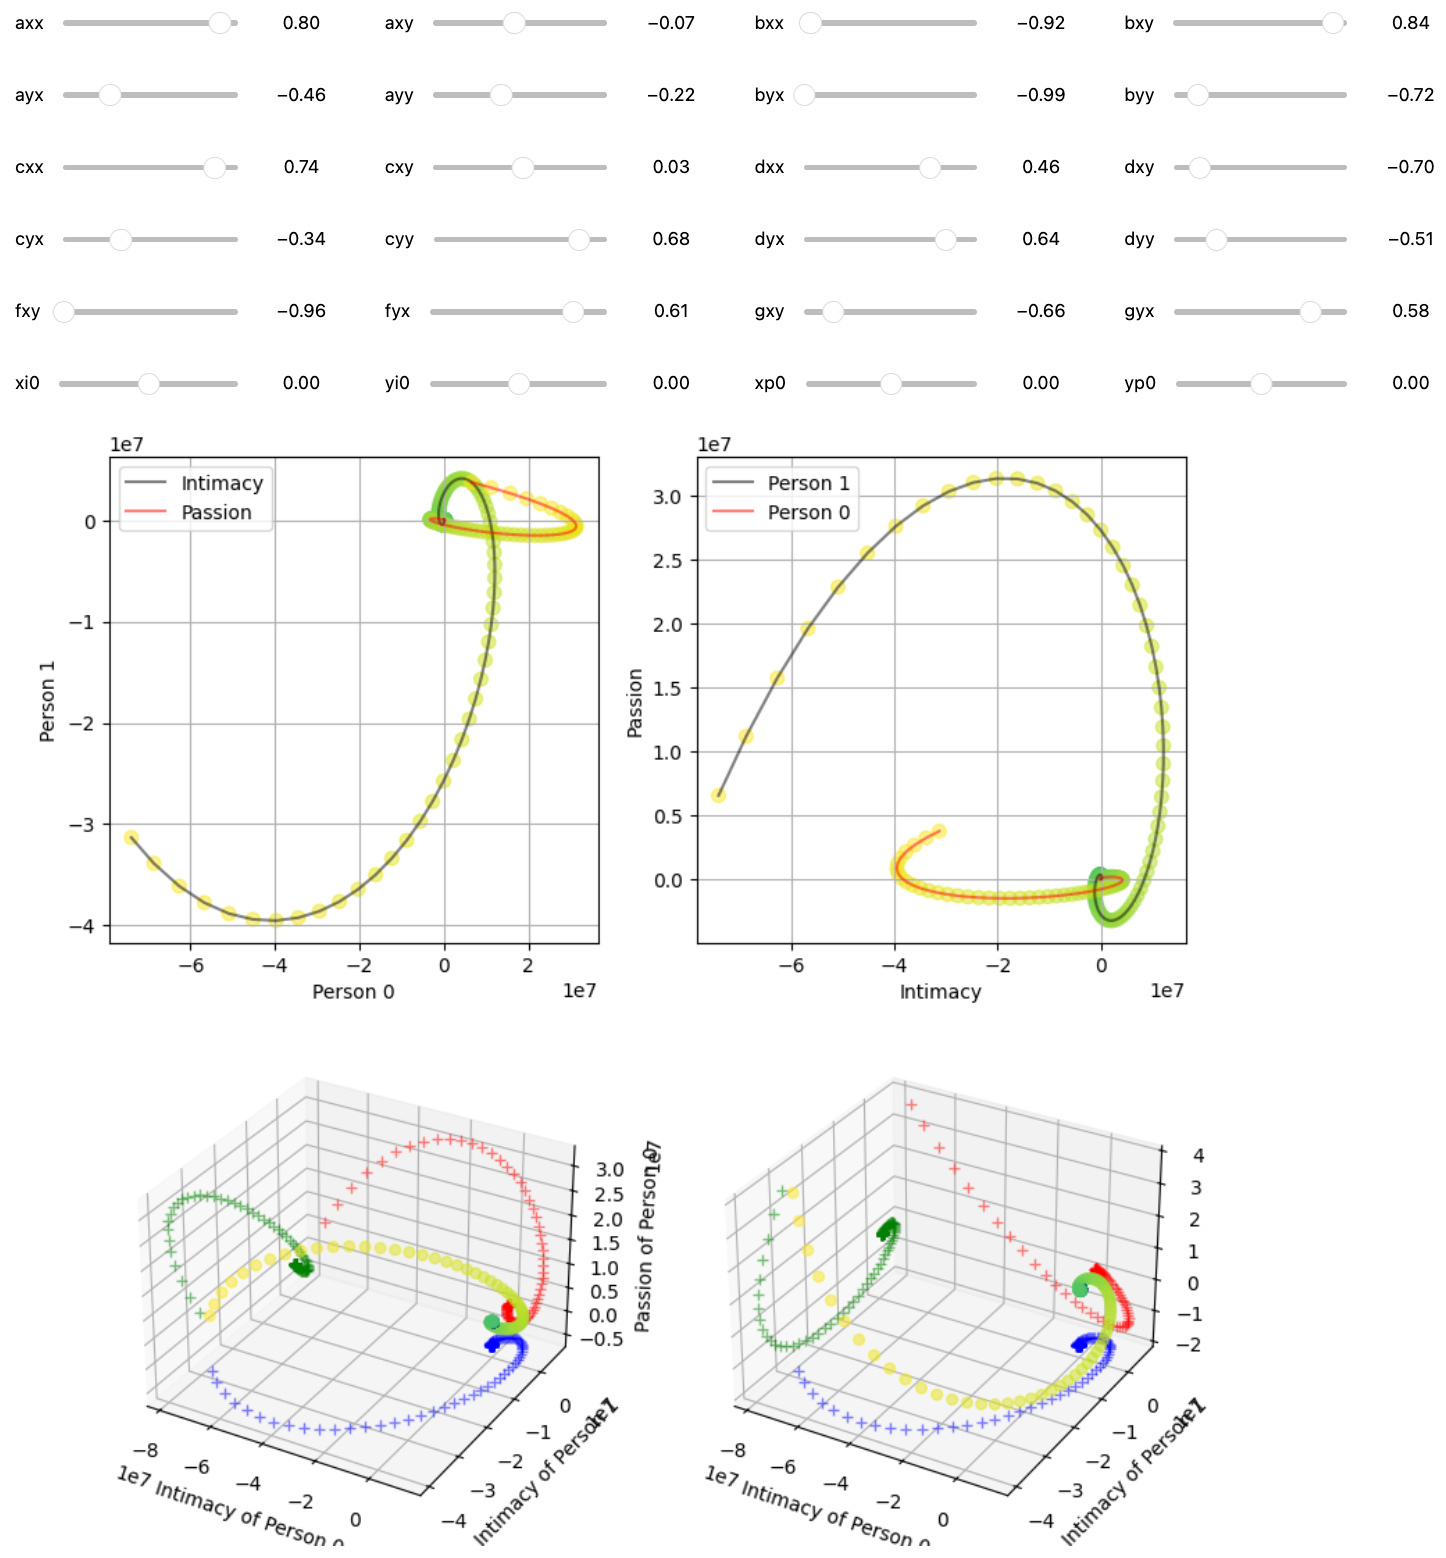 axx 0.80 axy −0.07 bxx −0.92 bxy 0.84
ayx −0.46 ayy −0.22 byx −0.99 byy −0.72
cxx 0.74 cxy 0.03 dxx 0.46 dxy −0.70
cyx −0.34 cyy 0.68 dyx 0.64 dyy −0.51
fxy −0.96 fyx 0.61 gxy −0.66 gyx 0.58
xi0 0.00 yi0 0.00 xp0 0.00 yp0 0.00
1e7
Intimacy
Passion
0
−1
−2
−3
−4
Person 1
−6 −4 −2 0 2
Person 0 1e7
1e7
Person 1
Person 0
3.0
2.5
2.0
1.5
1.0
0.5
0.0
Passion
−6 −4 −2 0
Intimacy 1e7
3.0
2.5
2.0
1.5
1.0
0.5
0.0
−0.5
1e7
Passion of Person 0
0
−1
−2
−3
−4
1e7
Intimacy of Person 1
−8
−6
−4
−2
0
1e7 Intimacy of Person 0
4
3
2
1
0
−1
−2
0
−1
−2
−3
−4
1e7
Intimacy of Person 1
−8
−6
−4
−2
0
1e7 Intimacy of Person 0